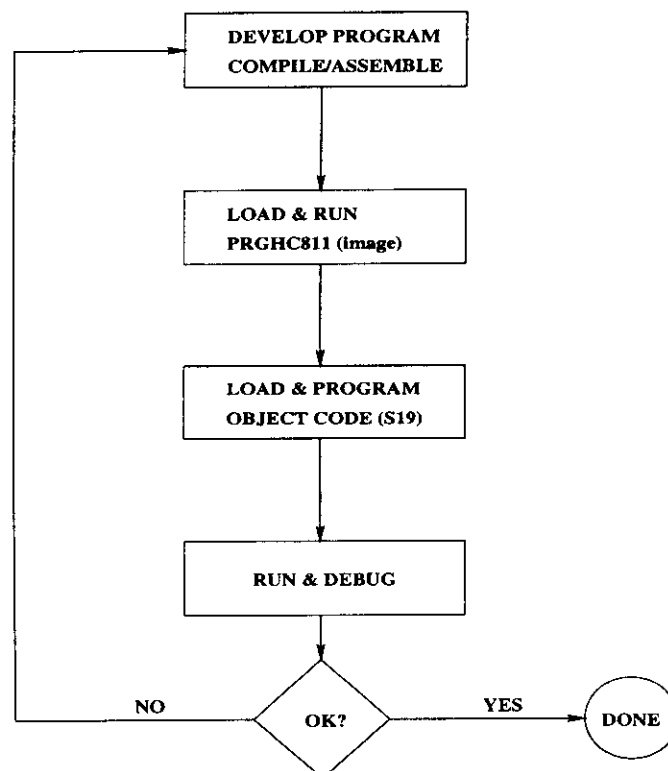 DEVELOP PROGRAM
COMPILE/ASSEMBLE
LOAD & RUN
PRGHC811 (image)
LOAD & PROGRAM
OBJECT CODE (S19)
RUN & DEBUG
NO
OK?
YES
DONE